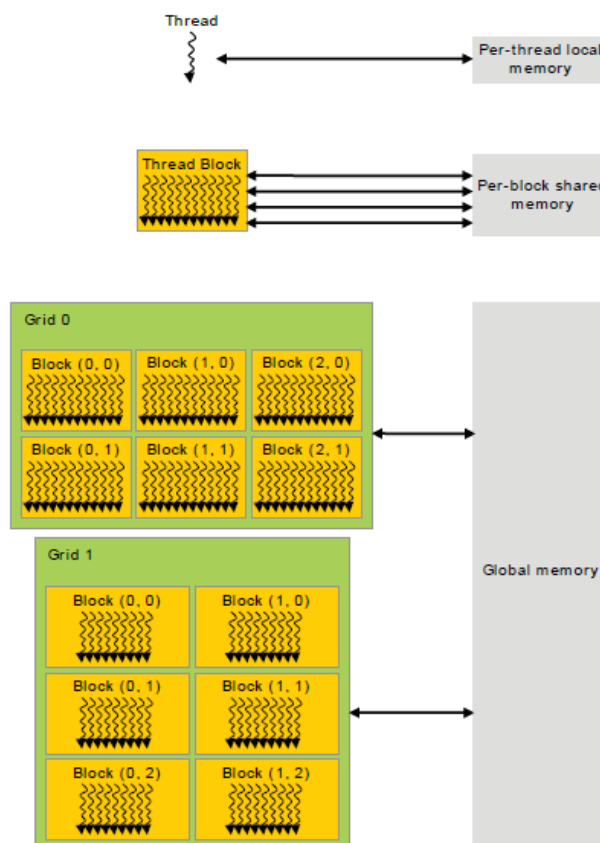 Thread
Per-thread local
memory
Thread Block
Per-block shared
memory
Grid 0
Block (0, 0)
Block (1, 0)
Block (2, 0)
Block (0, 1)
Block (1, 1)
Block (2, 1)
Global memory
Grid 1
Block (0, 0)
Block (1, 0)
Block (0, 1)
Block (1, 1)
Block (0, 2)
Block (1, 2)